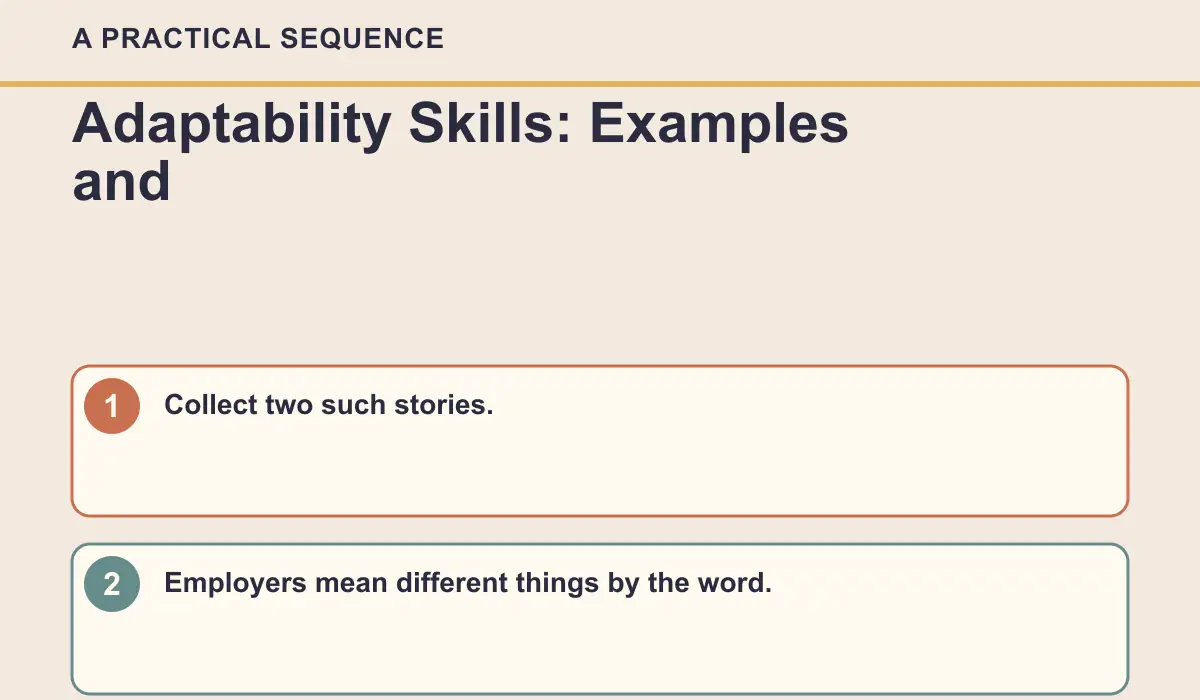 A PRACTICAL SEQUENCE
Adaptability Skills: Examples
and
1
Collect two such stories.
2
Employers mean different things by the word.